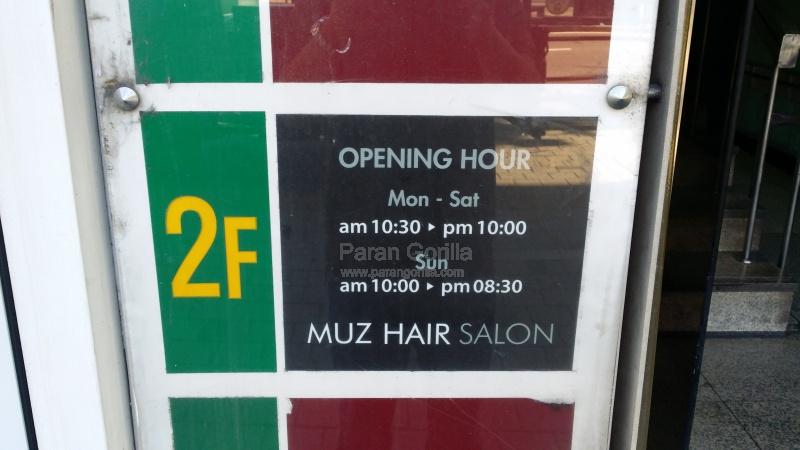 2F
OPENING HOUR
Mon - Sat
am 10:30 ▸ pm 10:00
Paran Gorilla
Sun
www.parangorilla.com
am 10:00 ▸ pm 08:30
MUZ HAIR SALON